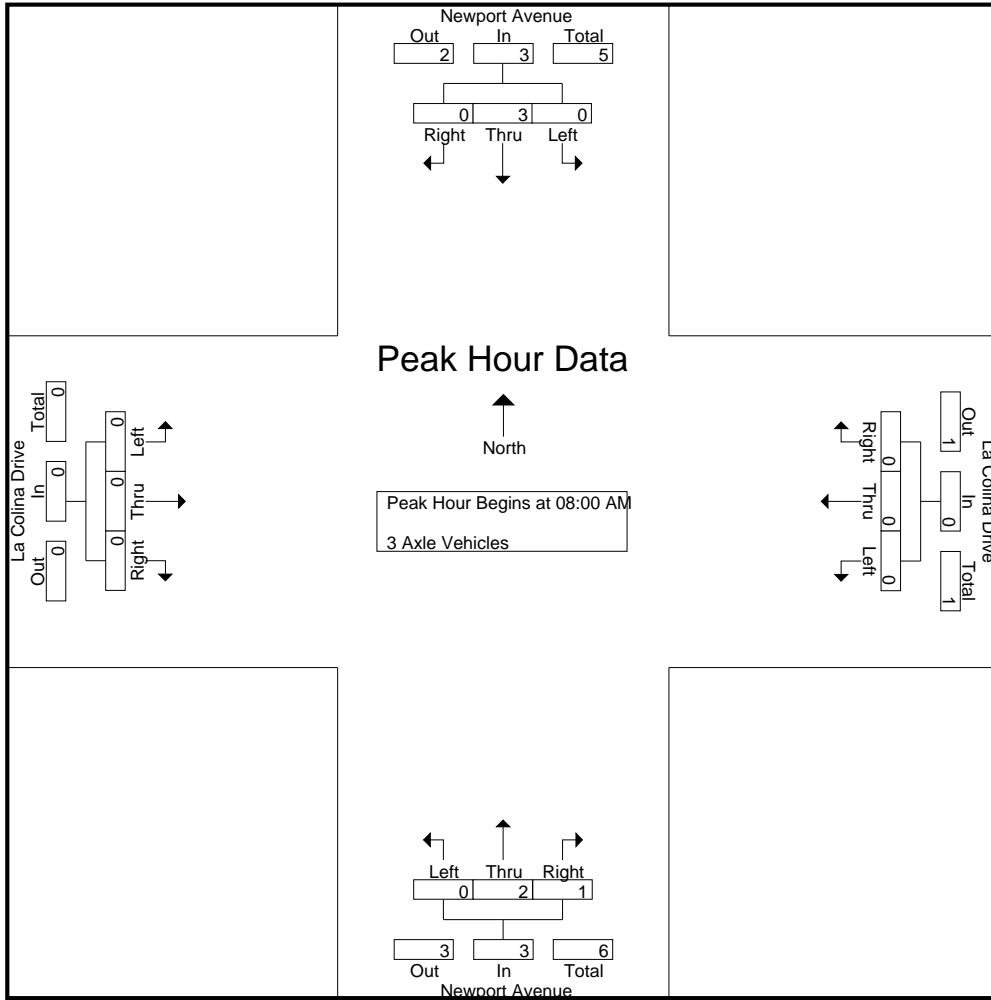 Newport Avenue
Out In Total
2 3 5
0 3 0
Right Thru Left
Peak Hour Data
North
Peak Hour Begins at 08:00 AM
3 Axle Vehicles
La Colina Drive
Total In Out
0 0 0
0 0 0
Left Thru Right
Right Thru Left
0 0 0
Out In Total
1 0 1
La Colina Drive
Left Thru Right
0 2 1
3 3 6
Out In Total
Newport Avenue